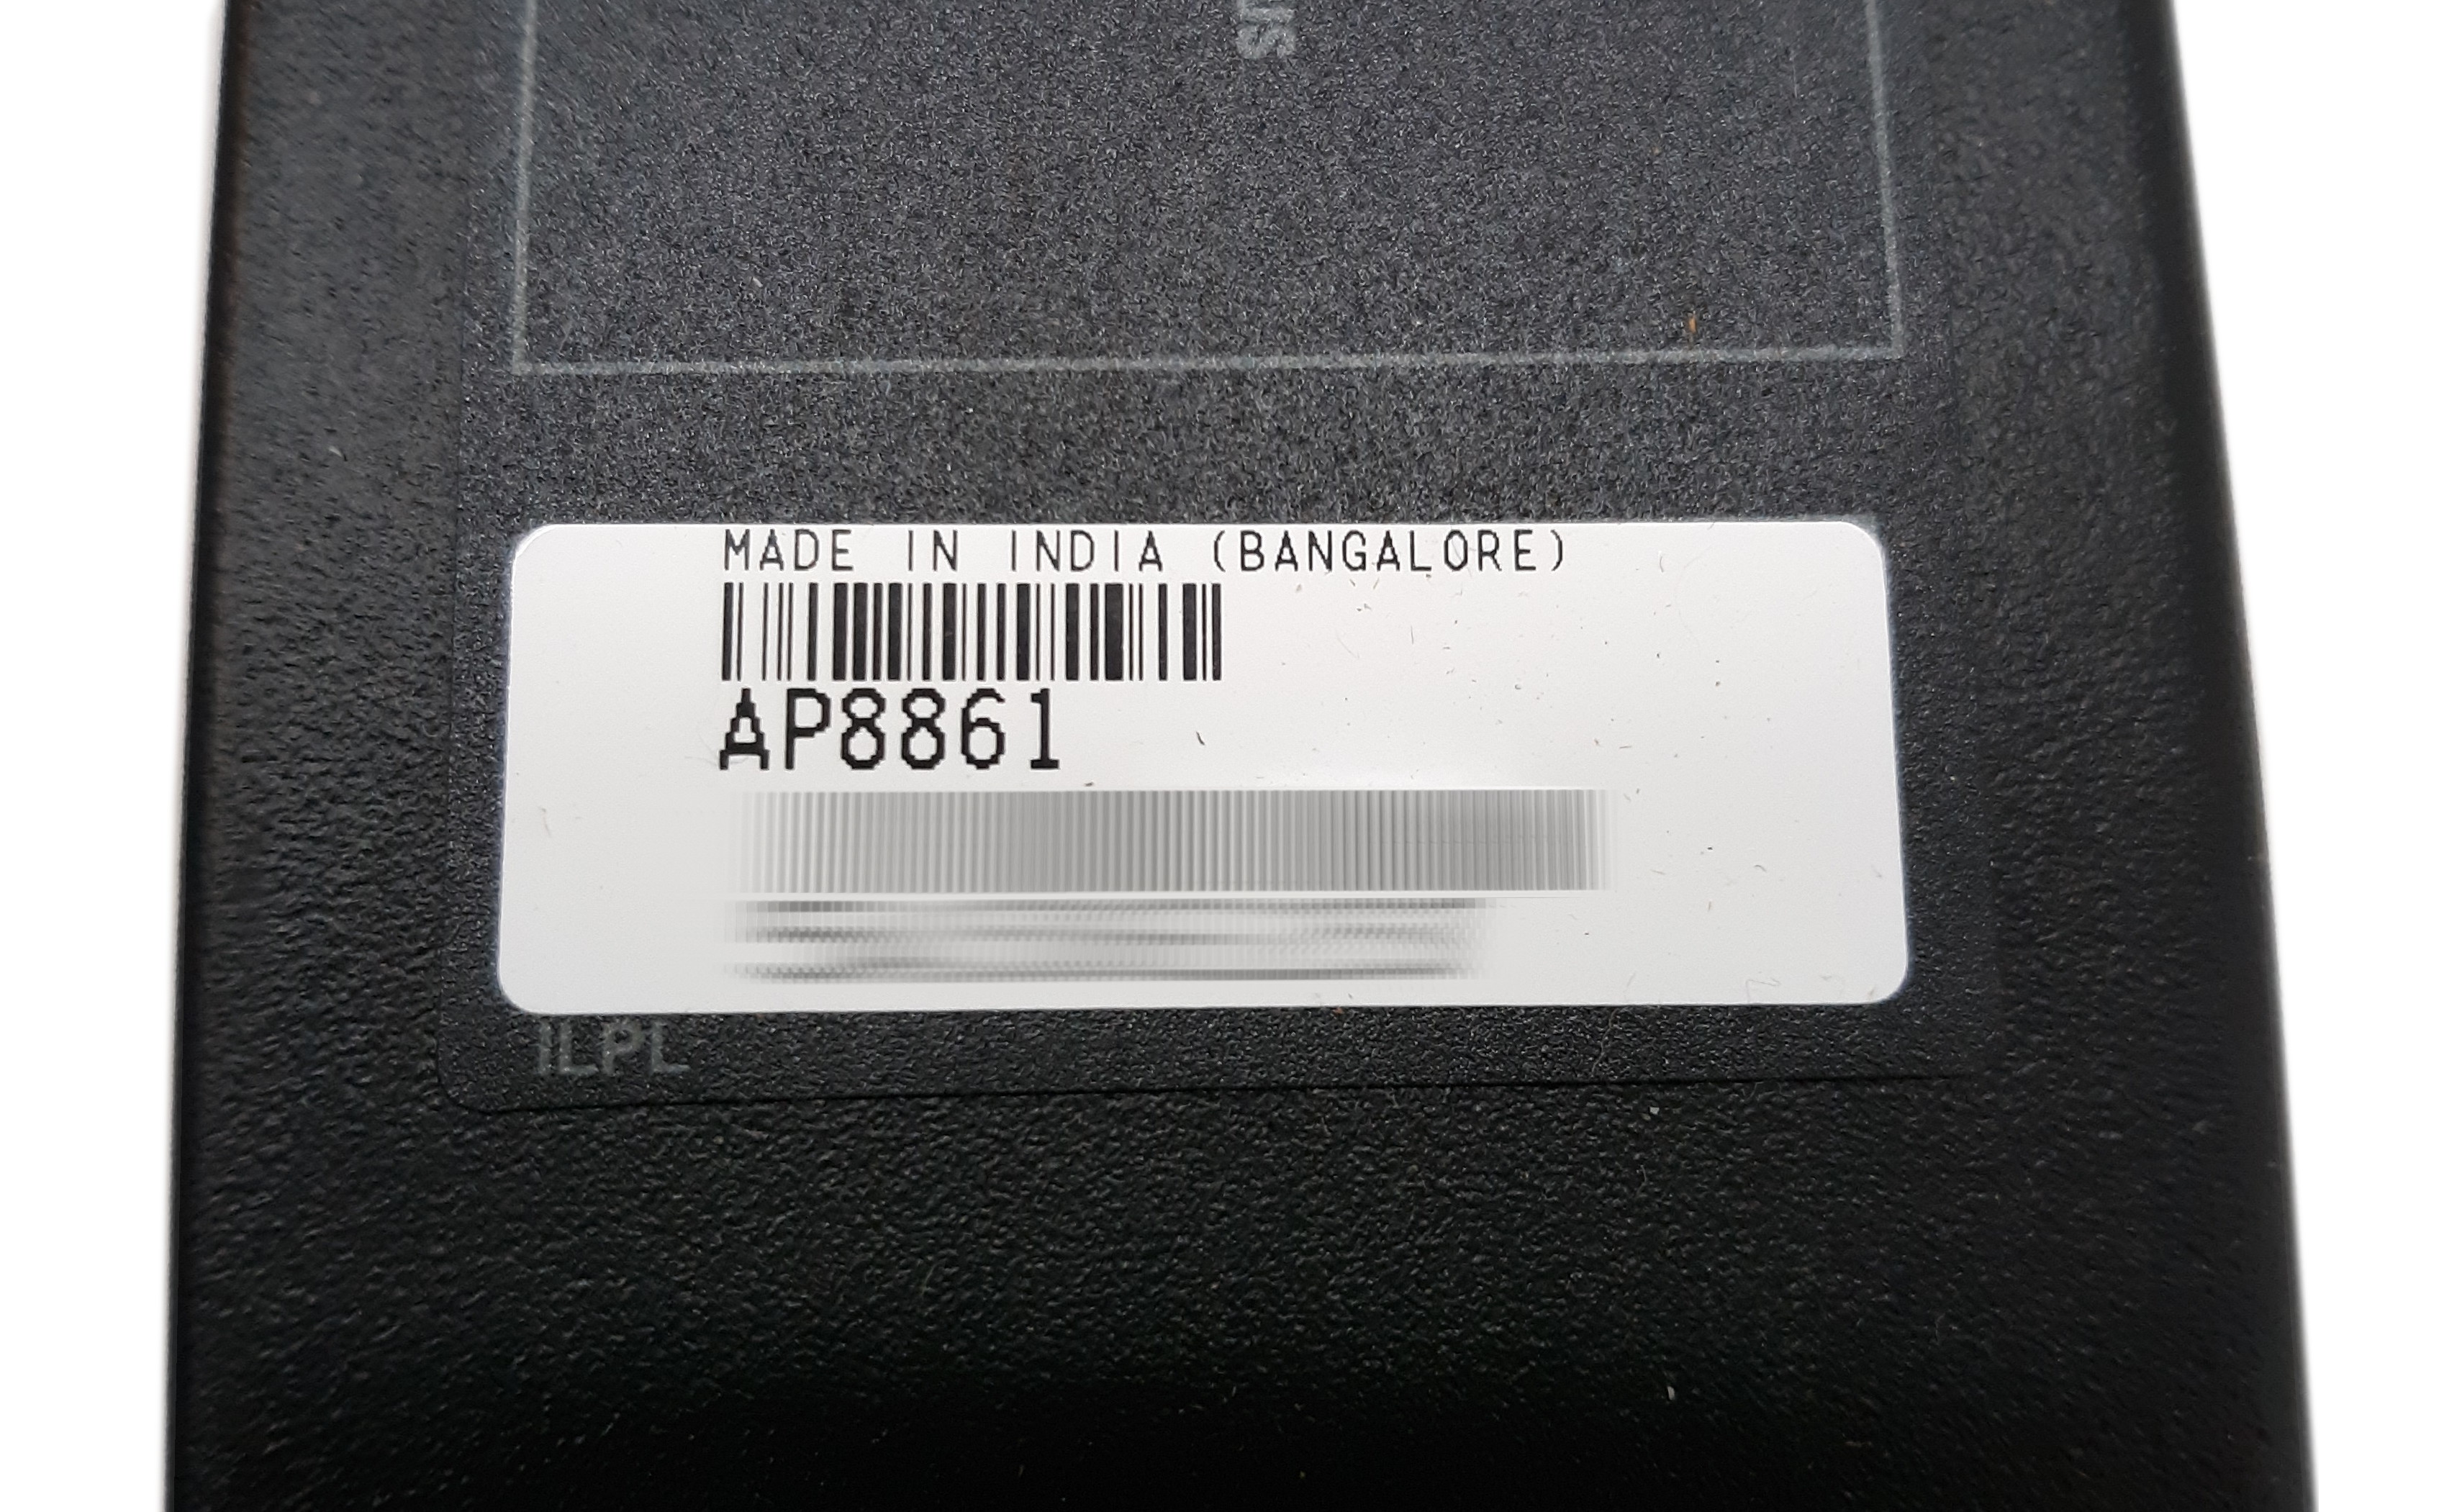 MADE IN INDIA (BANGALORE)
AP8861
ILPL